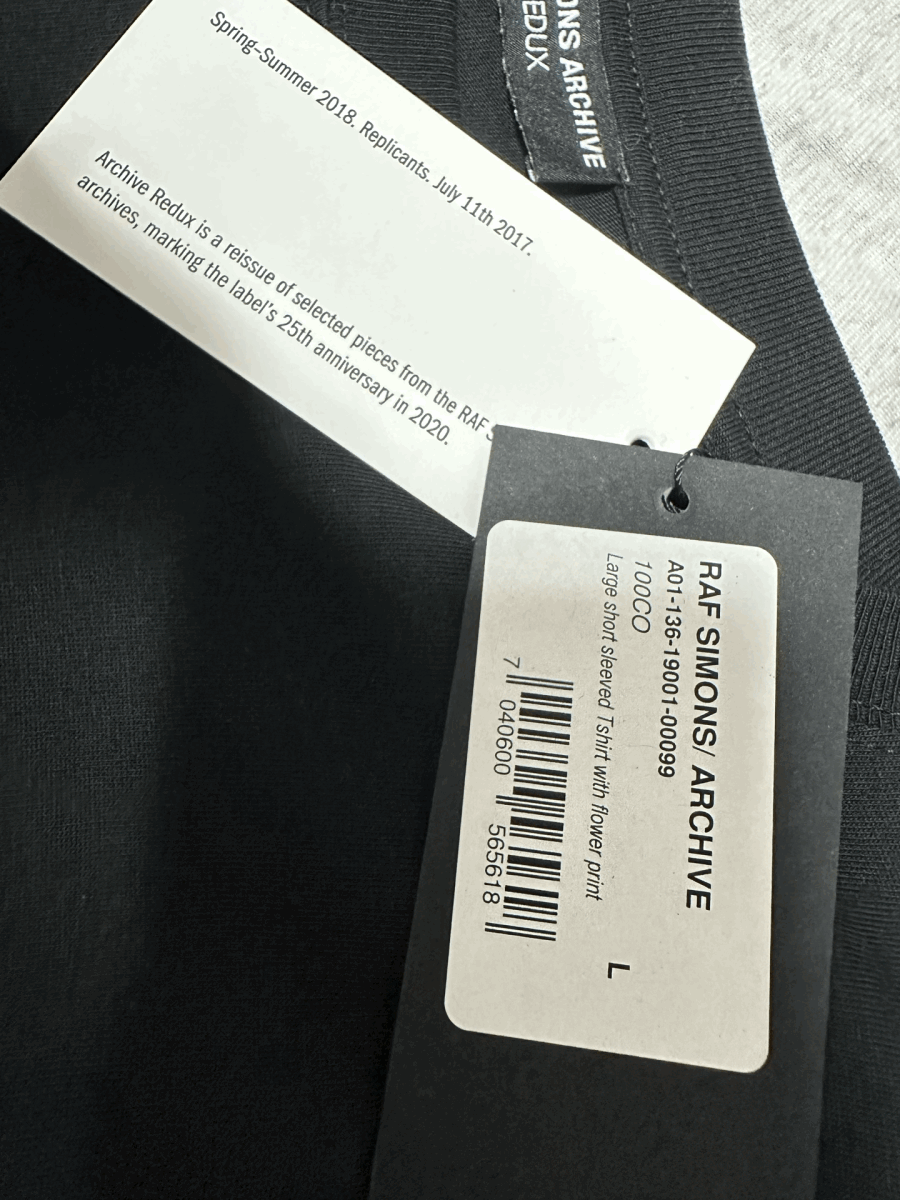 Spring–Summer 2018. Replicants. July 11th 2017.
Archive Redux is a reissue of selected pieces from the RAF
archives, marking the label's 25th anniversary in 2020.
ONS ARCHIVE
EDUX
RAF SIMONS/ ARCHIVE
A01-136-19001-00099
100CO
Large short sleeved Tshirt with flower print
L
7 040600 565618